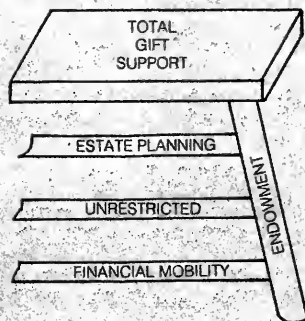 TOTAL
GIFT
SUPPORT
ESTATE PLANNING
UNRESTRICTED
FINANCIAL MOBILITY
ENDOWMENT